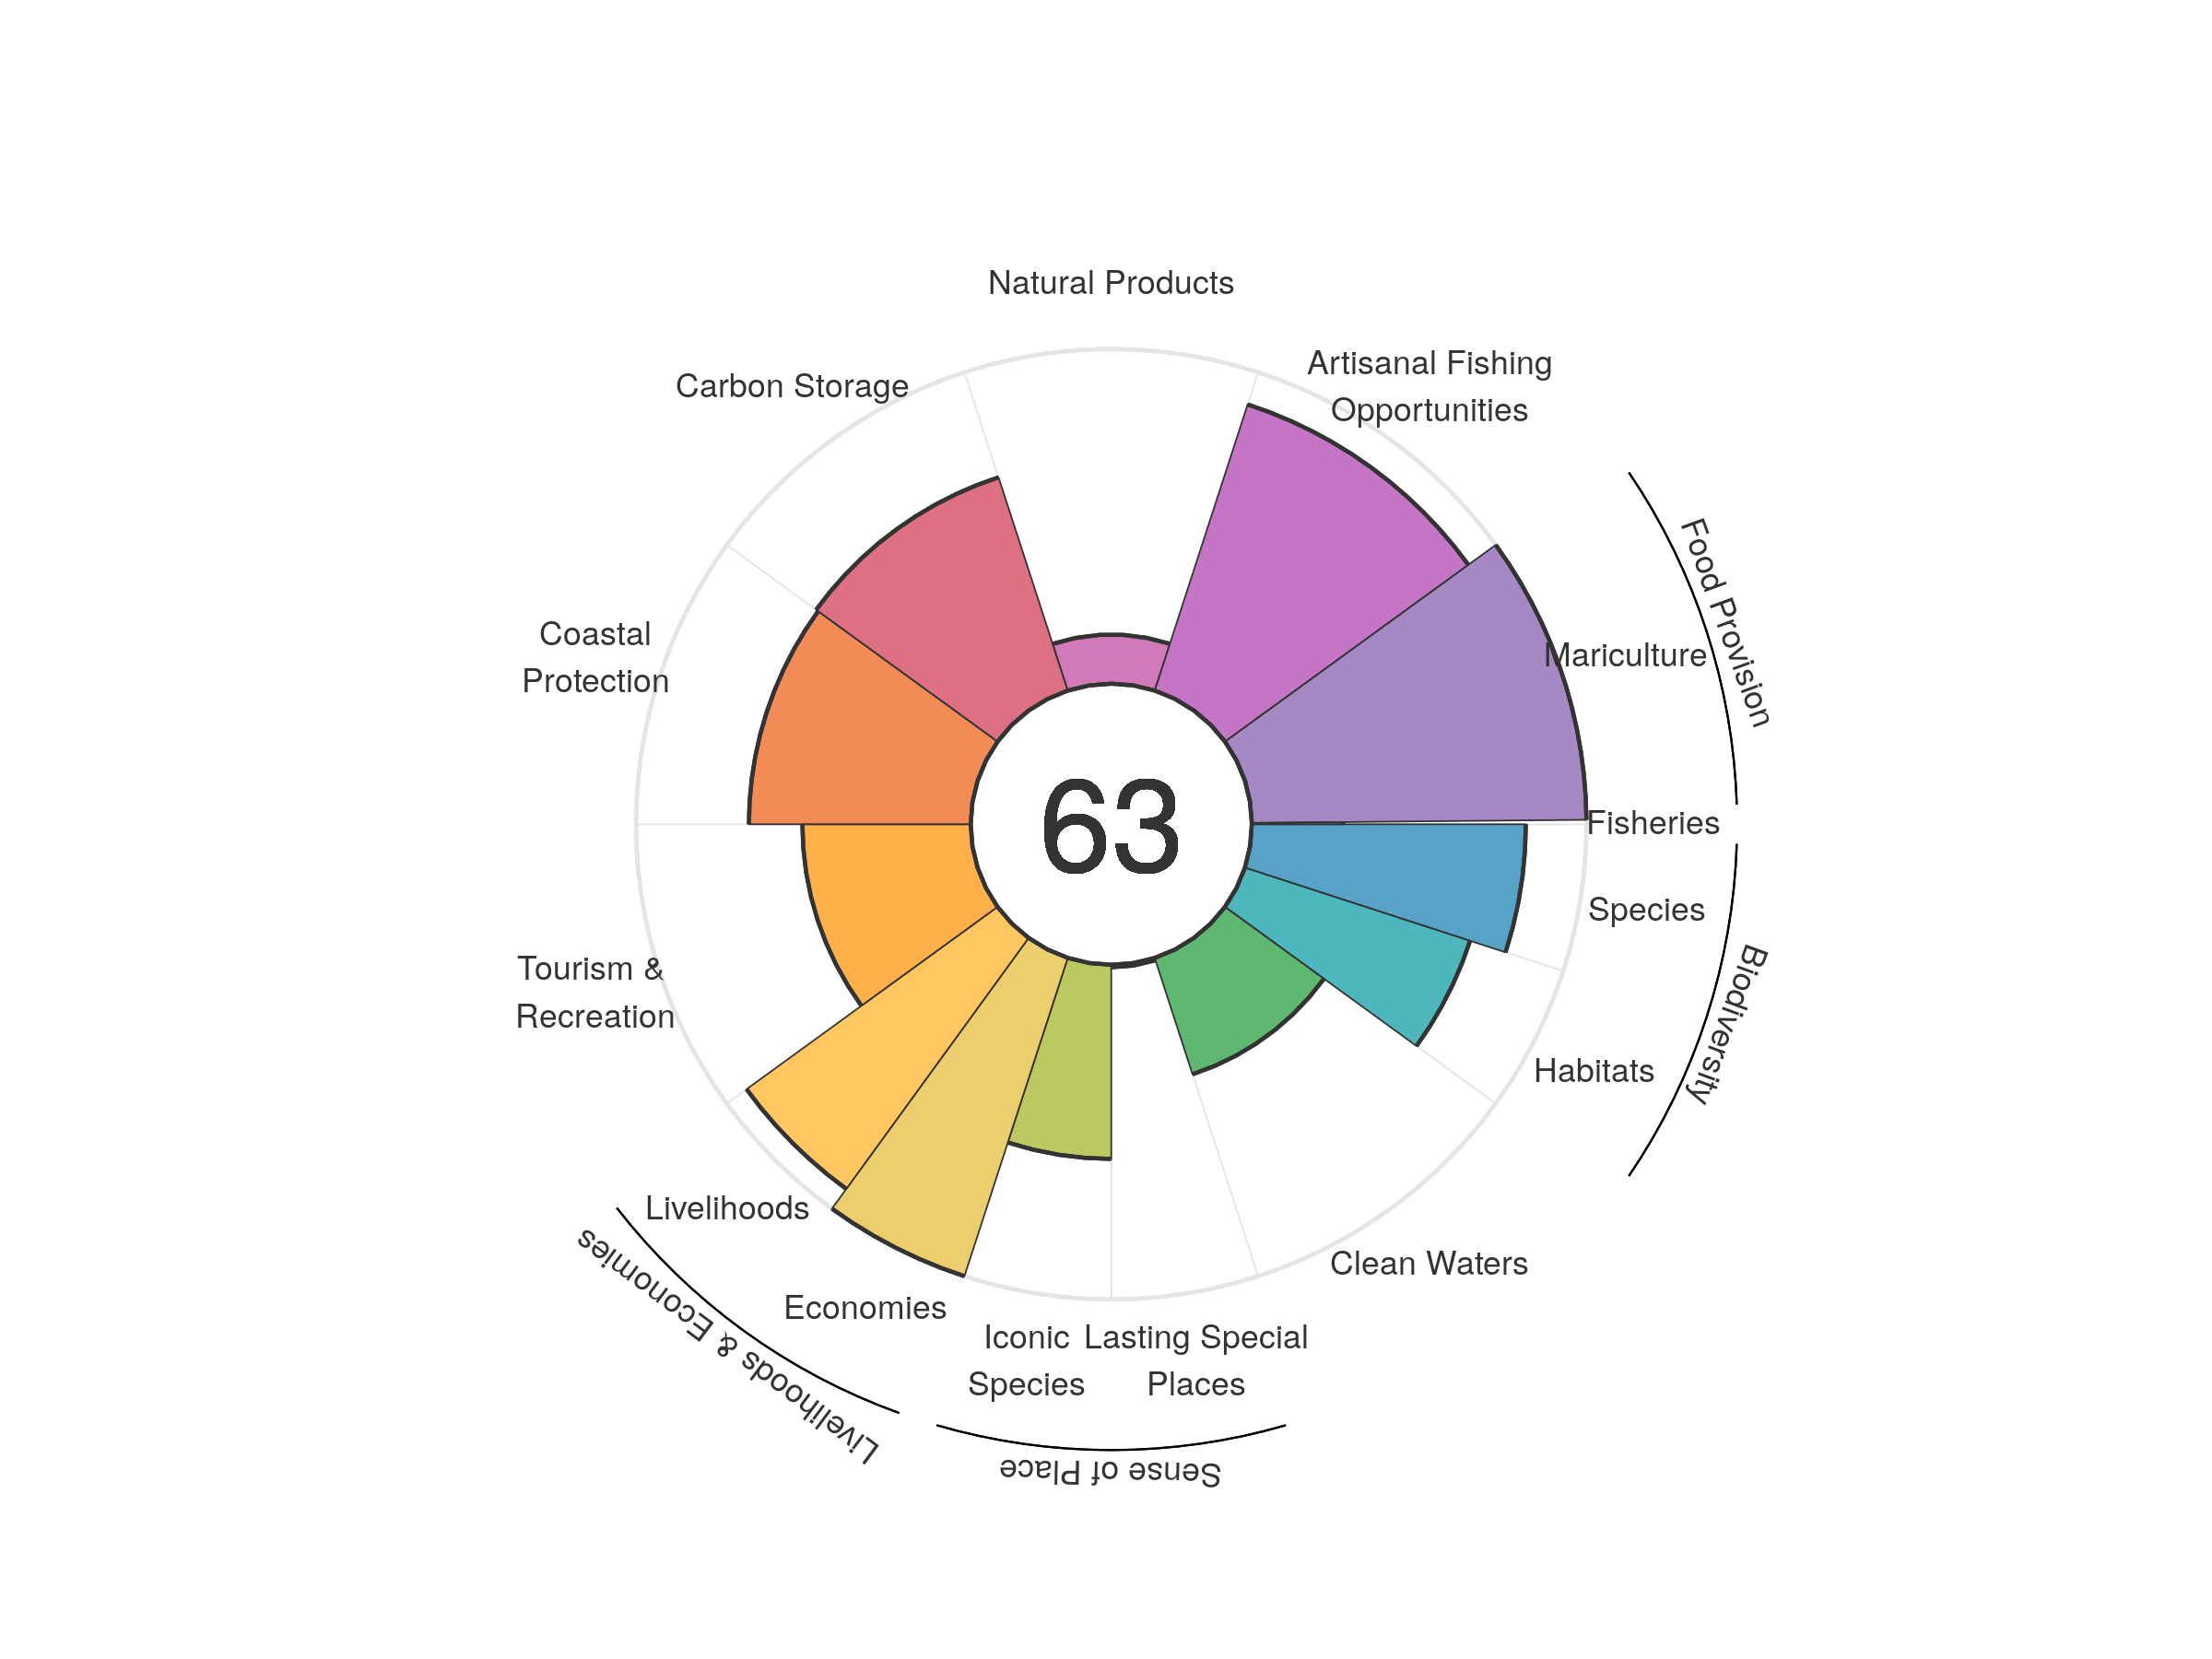 Natural Products
Artisanal Fishing
Opportunities
Carbon Storage
Food Provision
Coastal
Protection
Mariculture
63
Fisheries
Species
Biodiversity
Tourism &
Recreation
Habitats
Livelihoods
Clean Waters
Livelihoods & Economies
Economies
Iconic
Species
Lasting Special
Places
Sense of Place